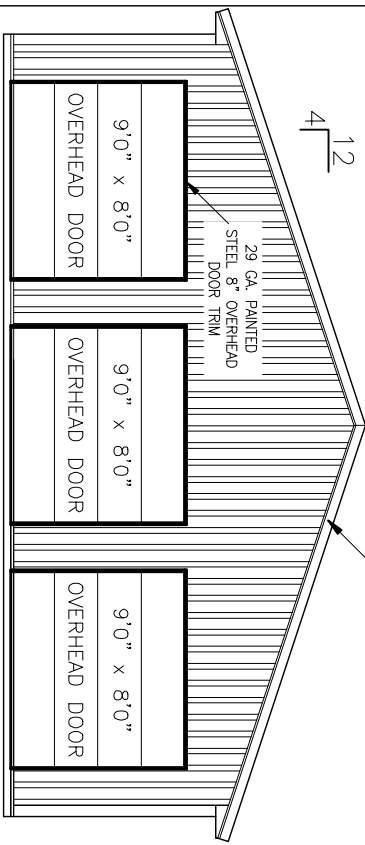 12
4
29 GA. PAINTED
STEEL 8" OVERHEAD
DOOR TRIM
9'0" x 8'0"
OVERHEAD DOOR
9'0" x 8'0"
OVERHEAD DOOR
9'0" x 8'0"
OVERHEAD DOOR